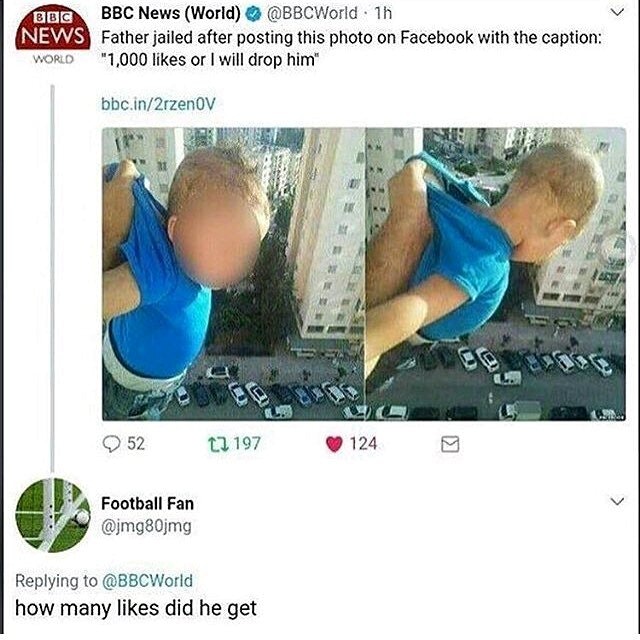 BBC News (World) @BBCWorld · 1h
BBC
NEWS
WORLD
Father jailed after posting this photo on Facebook with the caption:
"1,000 likes or I will drop him"
bbc.in/2rzen0V
52 197 124
Football Fan
@jmg80jmg
Replying to @BBCWorld
how many likes did he get